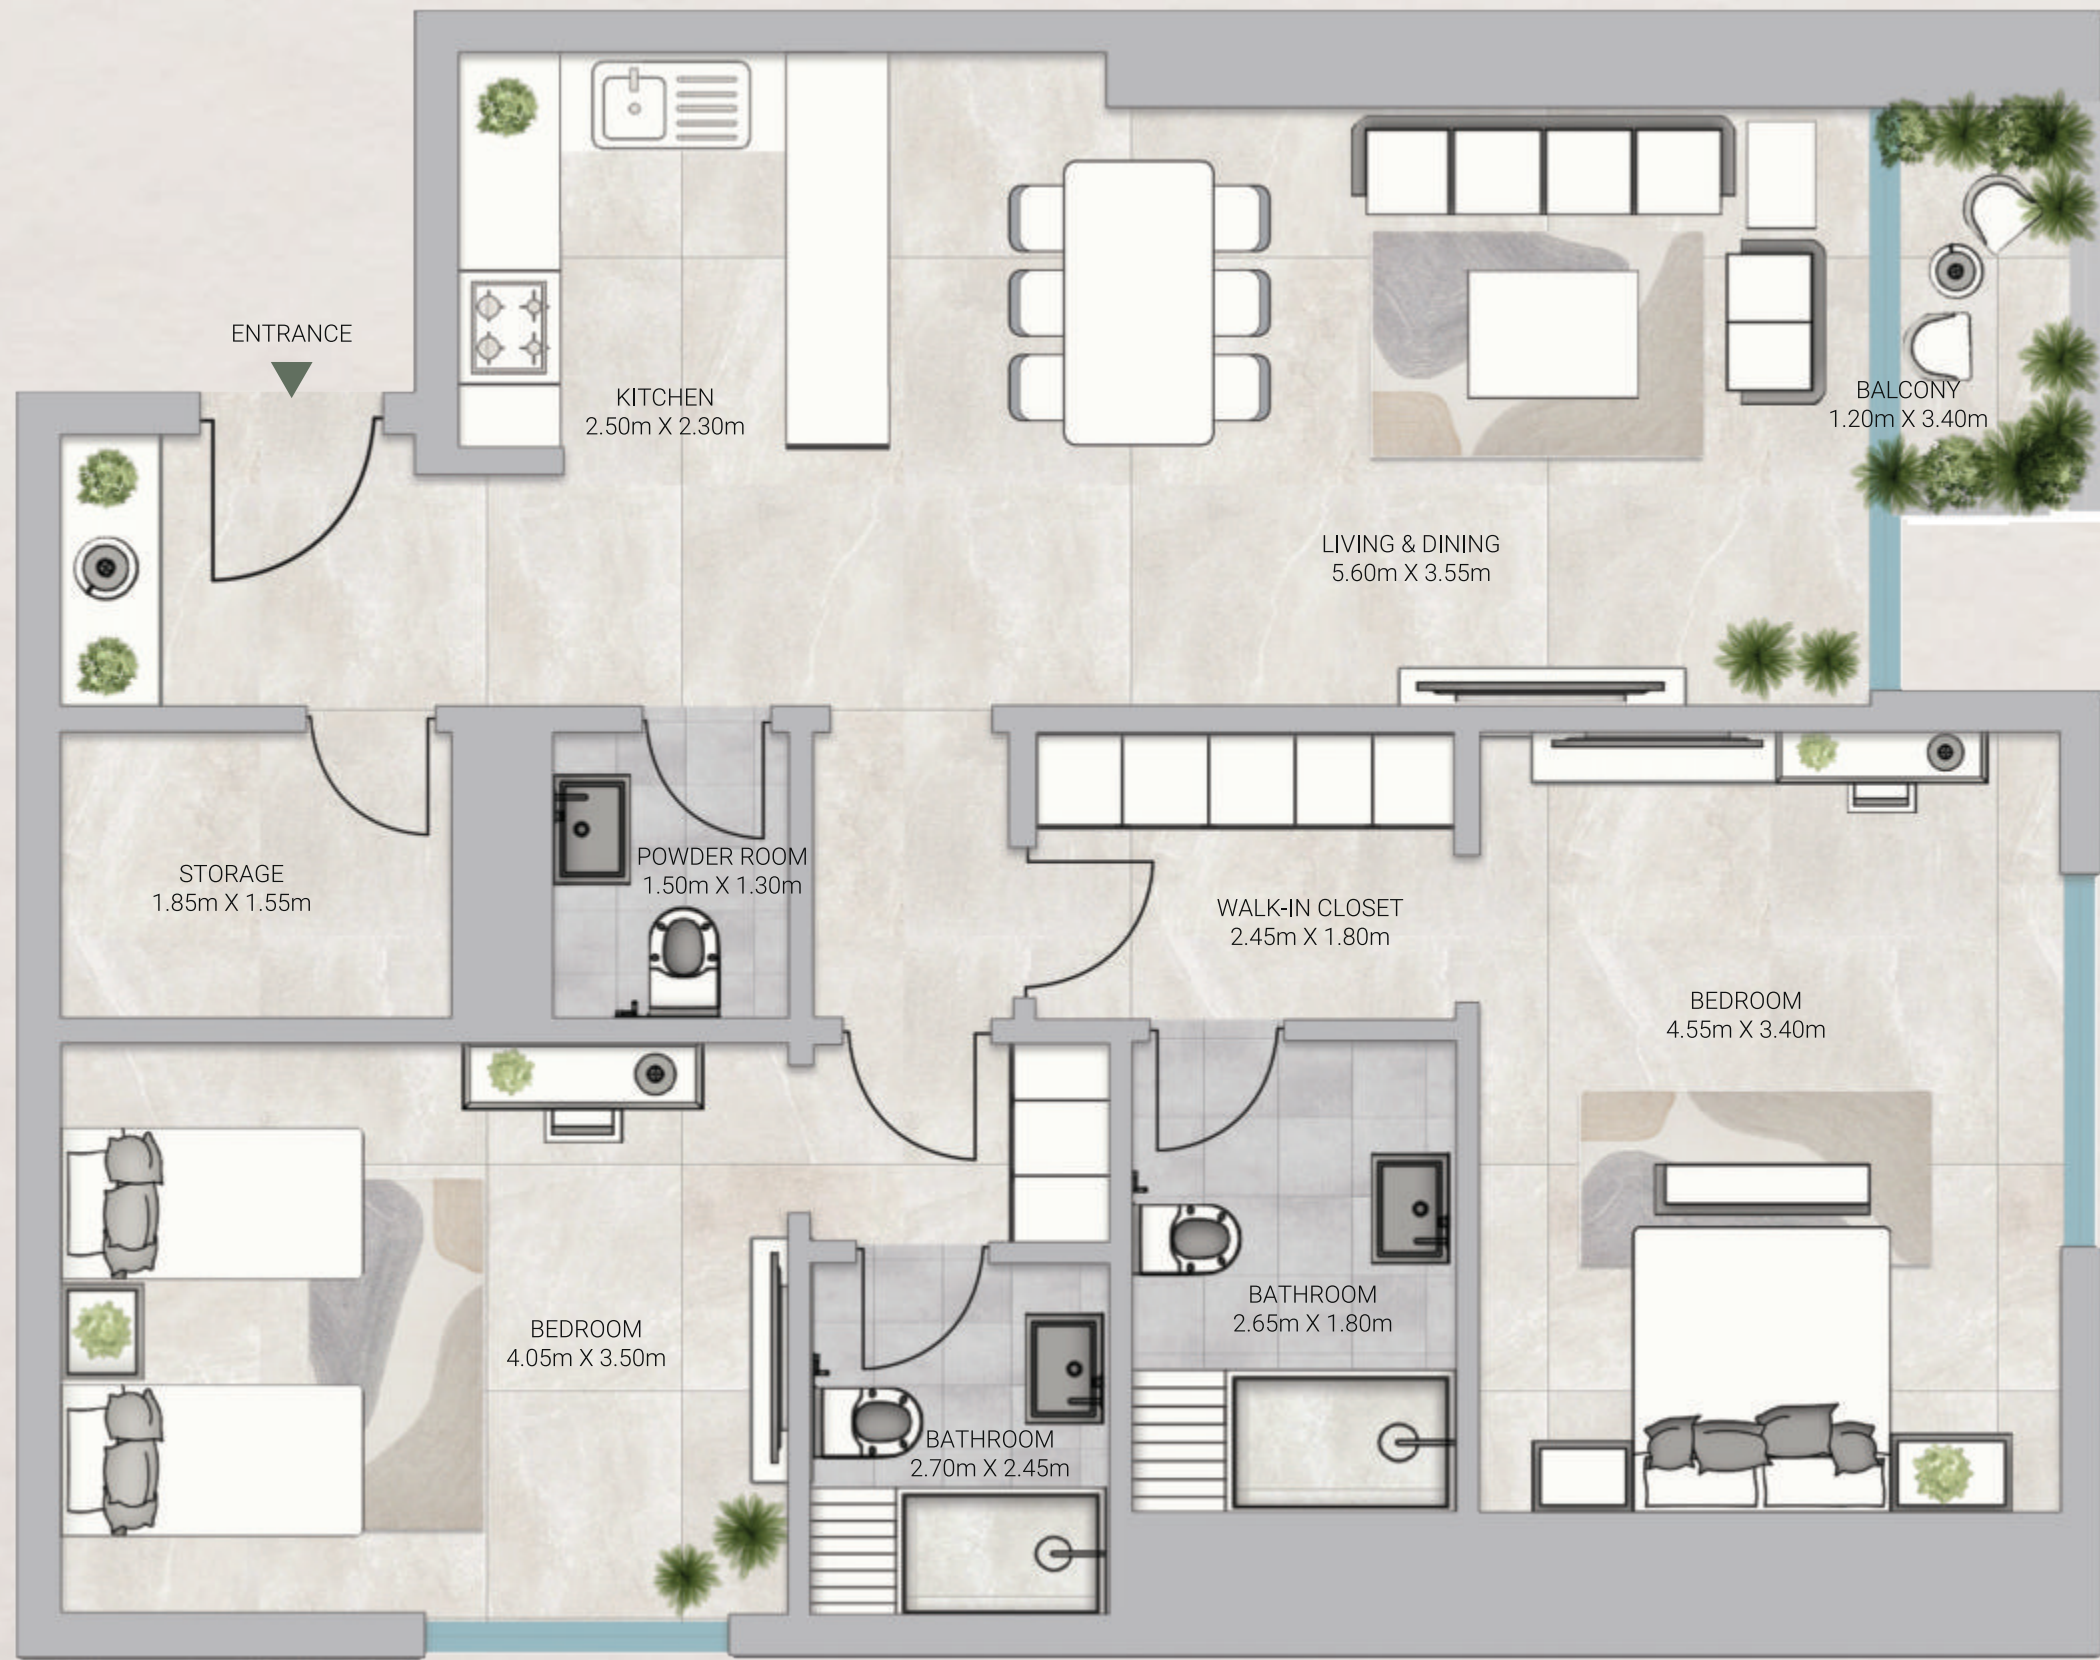 ENTRANCE
KITCHEN
2.50m X 2.30m
BALCONY
1.20m X 3.40m
LIVING & DINING
5.60m X 3.55m
STORAGE
1.85m X 1.55m
POWDER ROOM
1.50m X 1.30m
WALK-IN CLOSET
2.45m X 1.80m
BEDROOM
4.55m X 3.40m
BEDROOM
4.05m X 3.50m
BATHROOM
2.65m X 1.80m
BATHROOM
2.70m X 2.45m